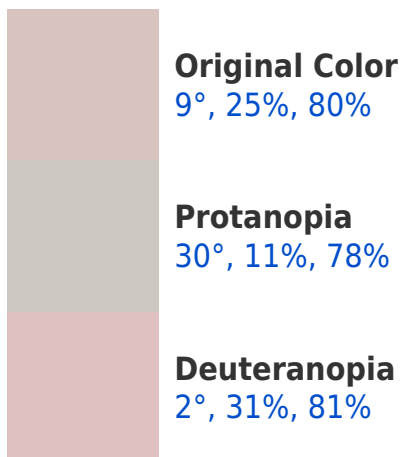 Original Color
9°, 25%, 80%
Protanopia
30°, 11%, 78%
Deuteranopia
2°, 31%, 81%